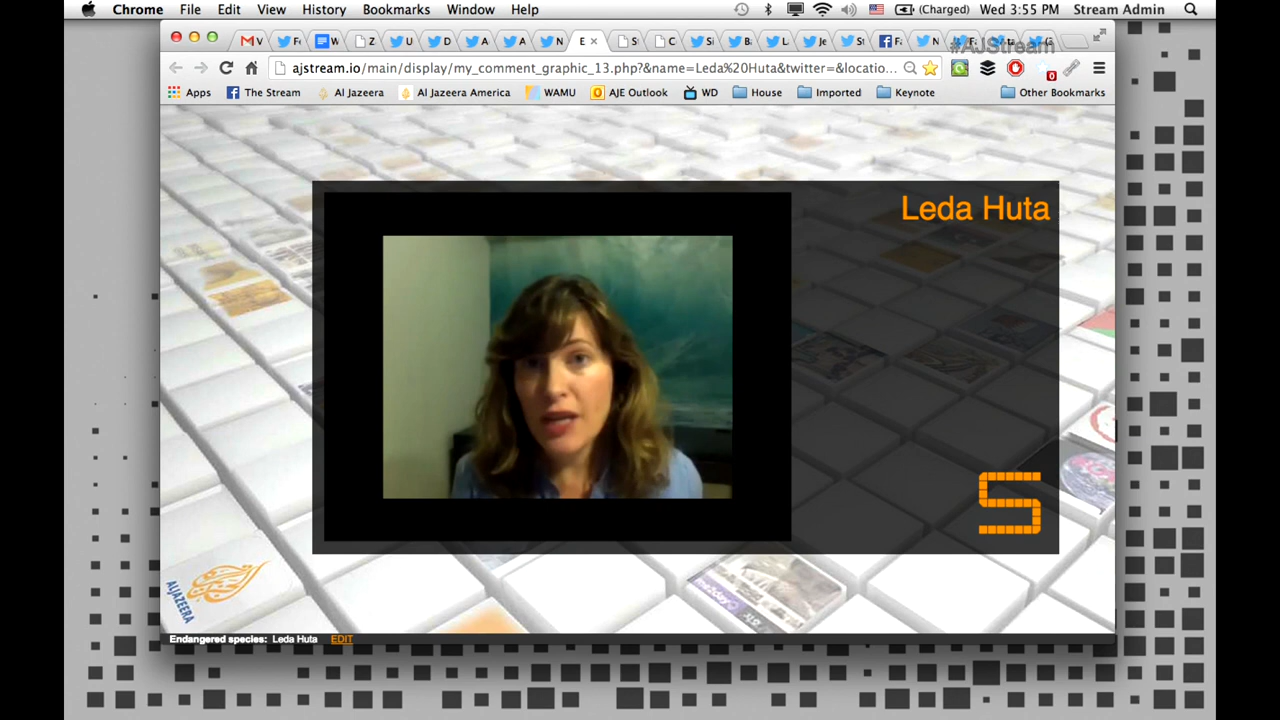 Chrome File Edit View History Bookmarks Window Help (Charged) Wed 3:55 PM Stream Admin
#AJStream
ajstream.io/main/display/my_comment_graphic_13.php?&name=Leda%20Huta&twitter=&locatio...
0
Apps The Stream Al Jazeera Al Jazeera America WAMU AJE Outlook WD House Imported Keynote Other Bookmarks
Leda Huta
S
ALJAZEERA
Endangered species: Leda Huta EDIT